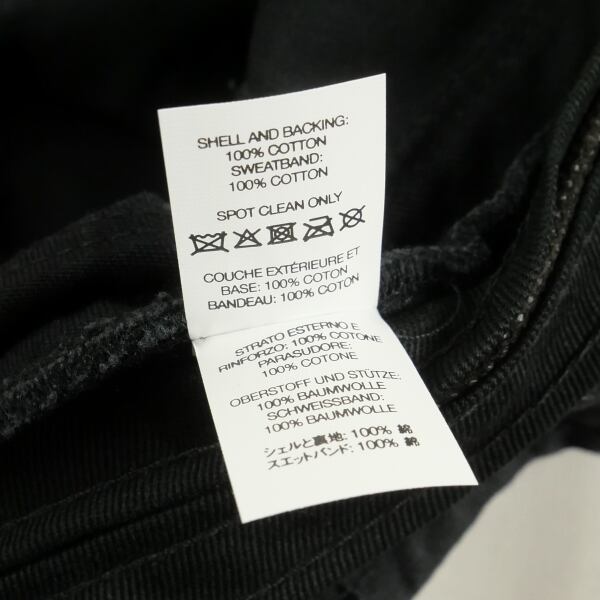 SHELL AND BACKING:
100% COTTON
SWEATBAND:
100% COTTON
SPOT CLEAN ONLY
COUCHE EXTÉRIEURE ET
BASE: 100% COTON
BANDEAU: 100% COTON
STRATO ESTERNO E
RINFORZO: 100% COTONE
PARASUDORE:
100% COTONE
OBERSTOFF UND STÜTZE:
100% BAUMWOLLE
SCHWEISSBAND:
100% BAUMWOLLE
シェルと裏地: 100% 綿
スエットバンド: 100% 綿